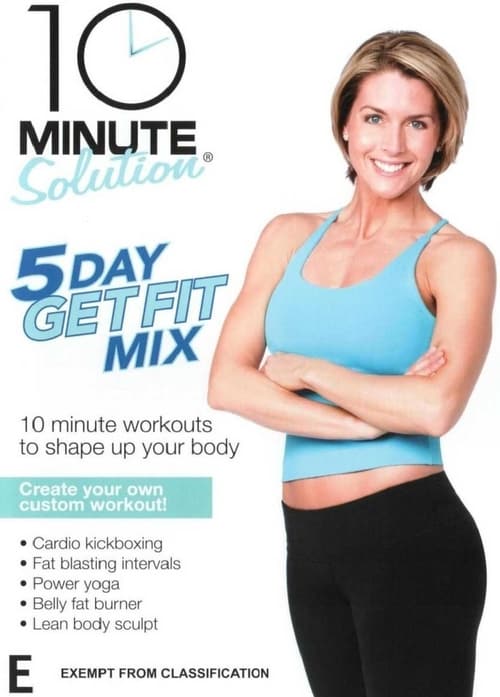 10
MINUTE
Solution®
5 DAY
GET FIT
MIX
10 minute workouts
to shape up your body
Create your own
custom workout!
• Cardio kickboxing
• Fat blasting intervals
• Power yoga
• Belly fat burner
• Lean body sculpt
E EXEMPT FROM CLASSIFICATION